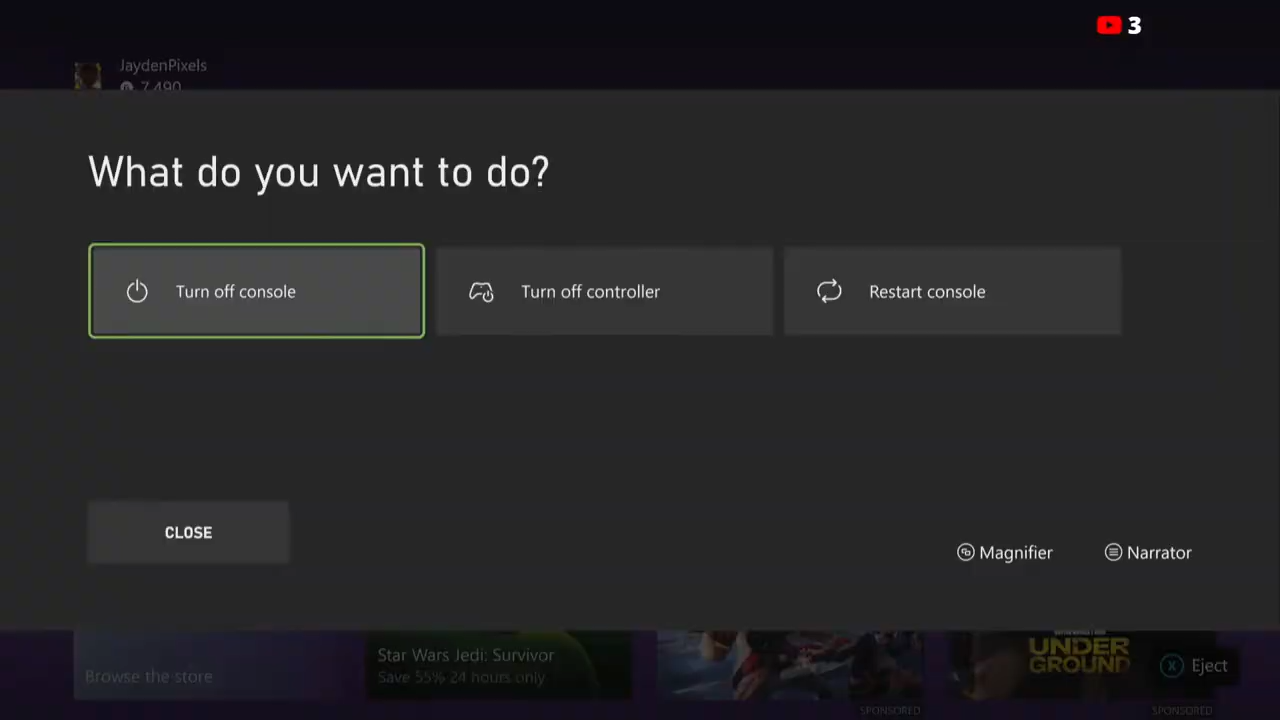 3
JaydenPixels
7,490
What do you want to do?
Turn off console
Turn off controller
Restart console
CLOSE
Magnifier
Narrator
Browse the store
Star Wars Jedi: Survivor
Save 55% 24 hours only
UNDER
GROUND
X Eject
SPONSORED
SPONSORED